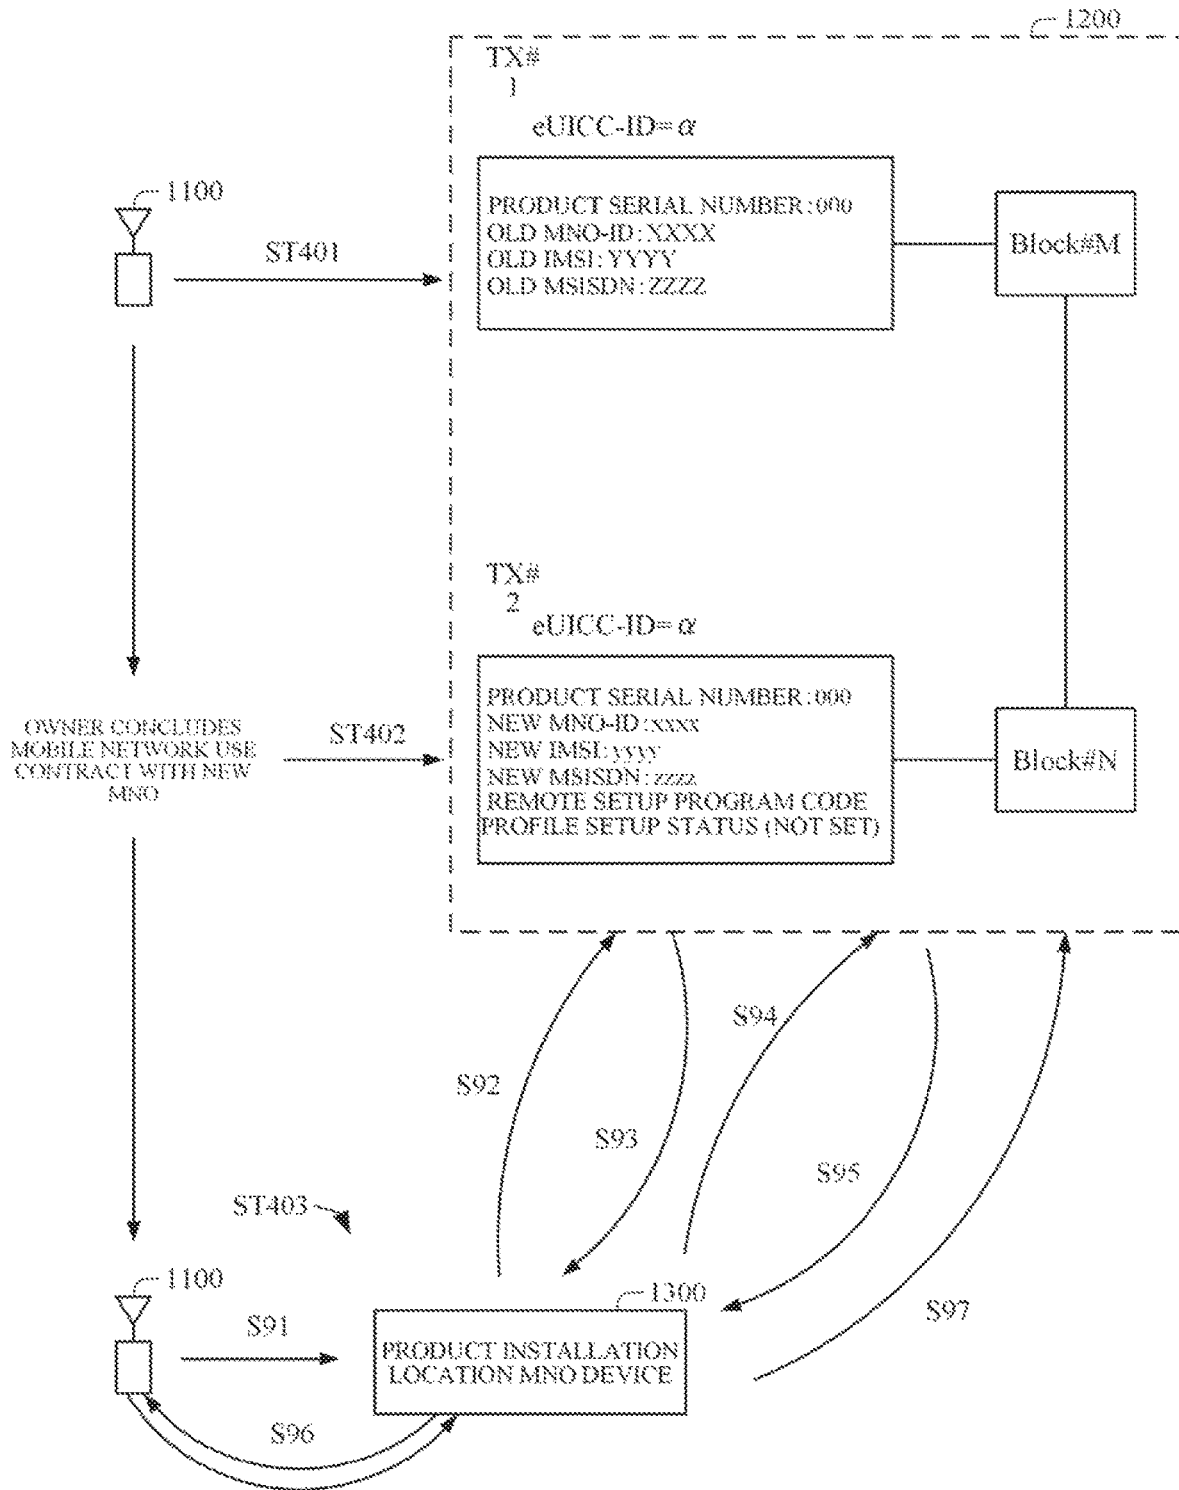 1200
TX#
1
eUICC-ID=α
1100
PRODUCT SERIAL NUMBER:000
OLD MNO-ID:XXXX
OLD IMSI:YYYY
OLD MSISDN:ZZZZ
Block#M
ST401
TX#
2
eUICC-ID=α
PRODUCT SERIAL NUMBER:000
NEW MNO-ID:xxxx
NEW IMSI:yyyy
NEW MSISDN:zzzz
REMOTE SETUP PROGRAM CODE
PROFILE SETUP STATUS (NOT SET)
Block#N
OWNER CONCLUDES
MOBILE NETWORK USE
CONTRACT WITH NEW
MNO
ST402
S92
S93
S94
S95
S97
ST403
1100
S91
1300
PRODUCT INSTALLATION
LOCATION MNO DEVICE
S96